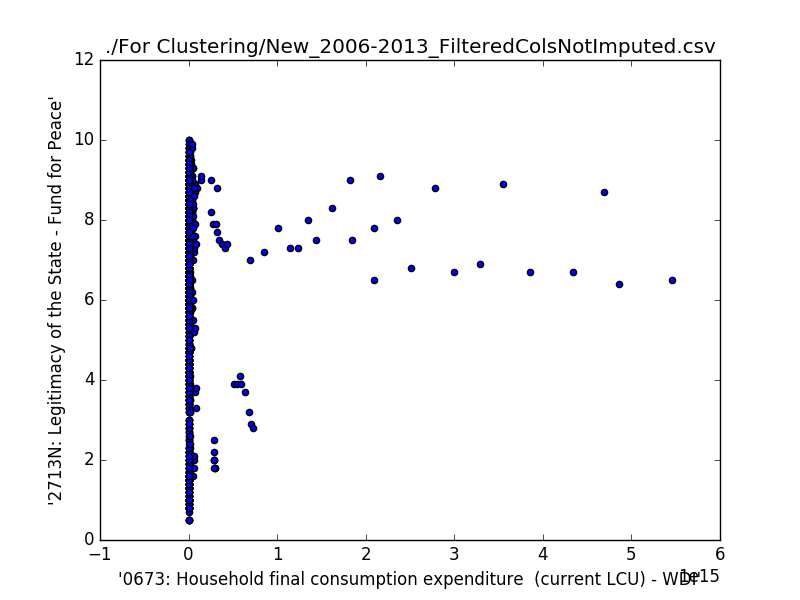 ./For Clustering/New_2006-2013_FilteredColsNotImputed.csv
12
10
8
6
4
2
0
'2713N: Legitimacy of the State - Fund for Peace'
−1 0 1 2 3 4 5 6
1e15
'0673: Household final consumption expenditure (current LCU) - WDI'